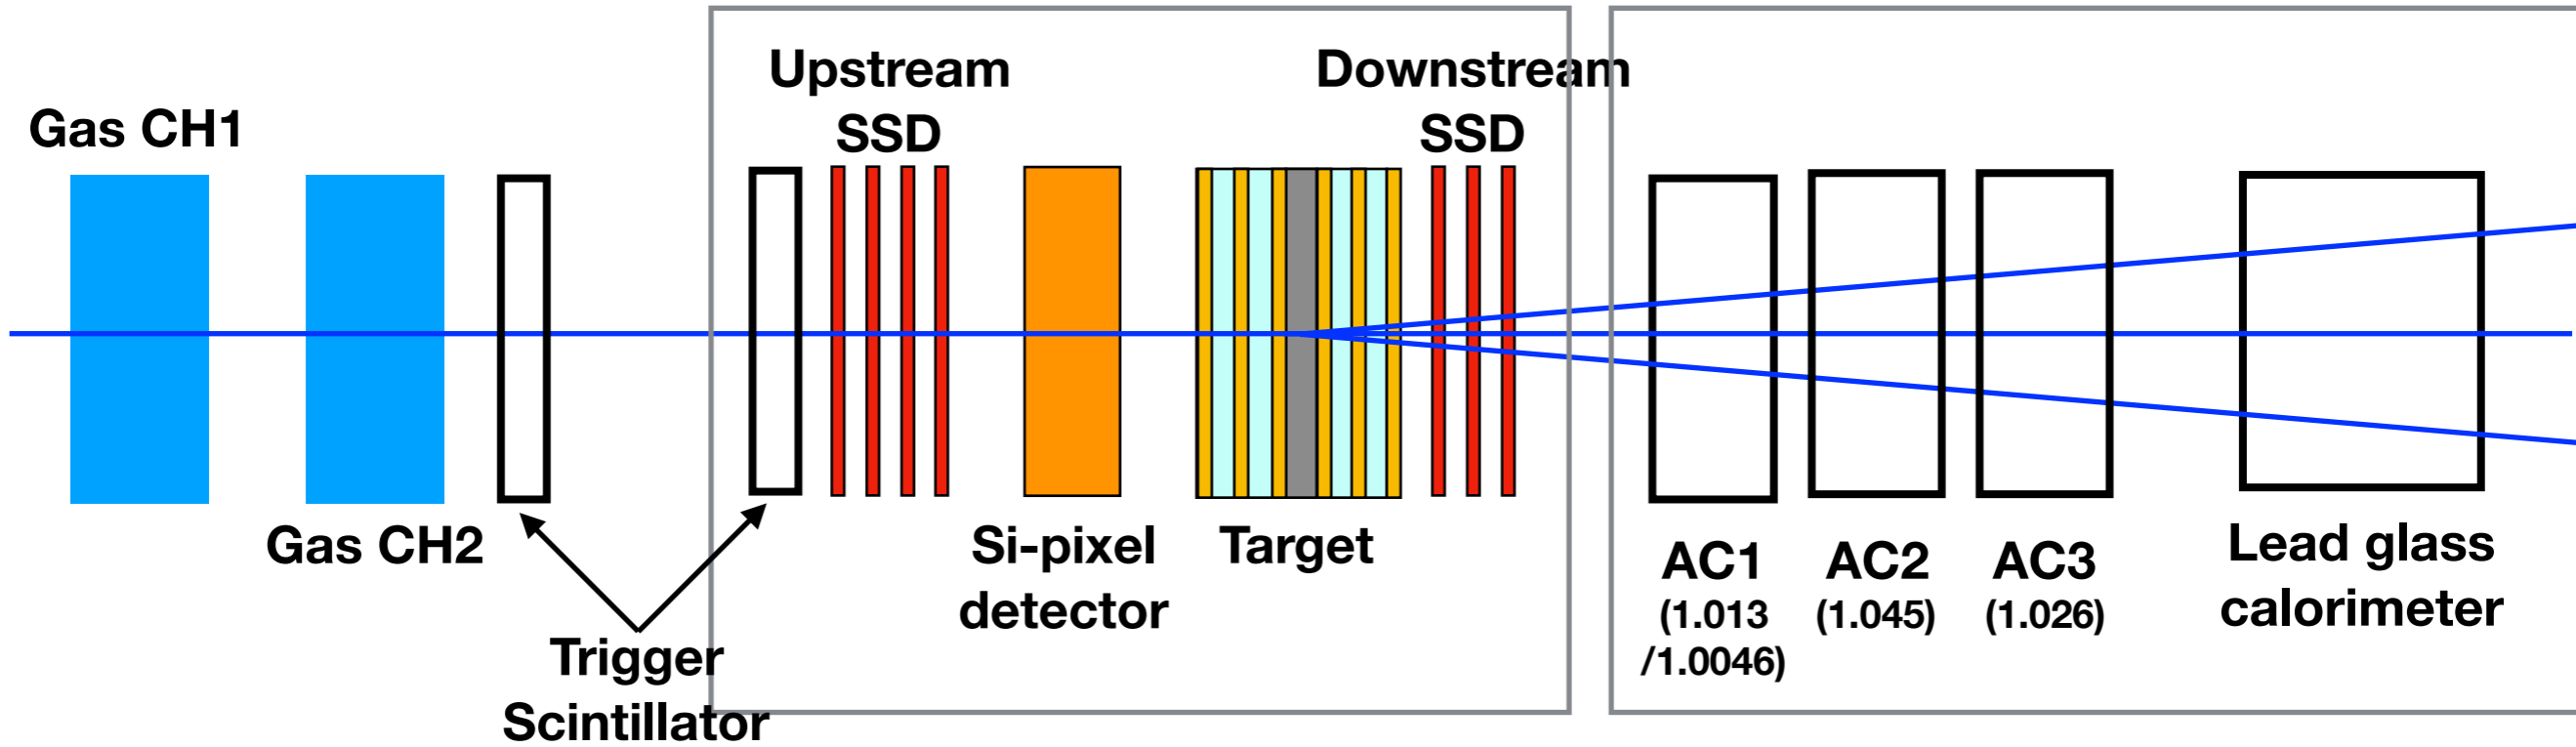 Gas CH1
Gas CH2
Trigger
Scintillator
Upstream
SSD
Si-pixel
detector
Target
Downstream
SSD
AC1
(1.013
/1.0046)
AC2
(1.045)
AC3
(1.026)
Lead glass
calorimeter